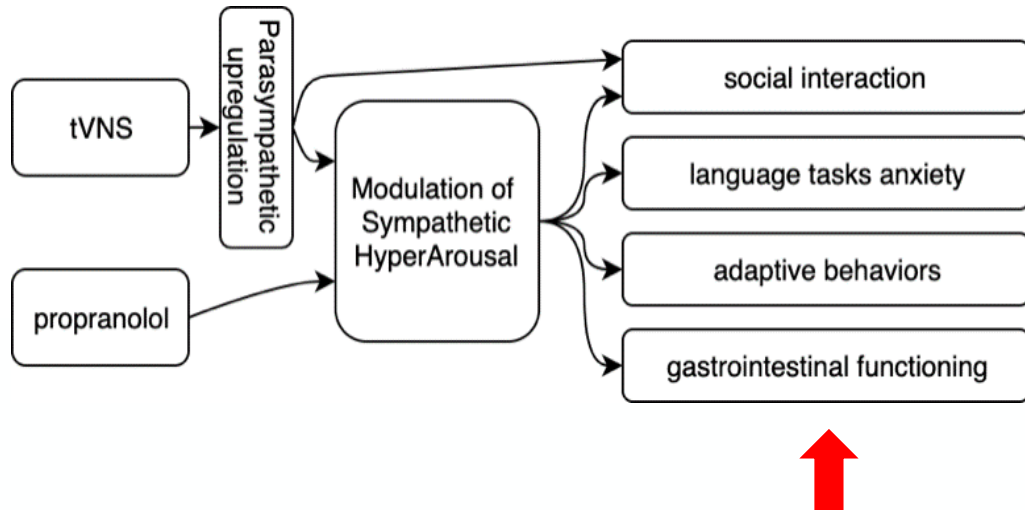 tVNS
Parasympathetic
upregulation
propranolol
Modulation of
Sympathetic
HyperArousal
social interaction
language tasks anxiety
adaptive behaviors
gastrointestinal functioning